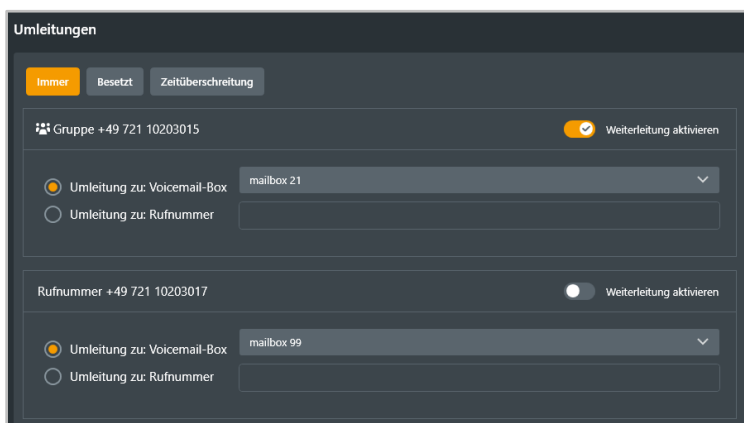 Umleitungen
Immer Besetzt Zeitüberschreitung
Gruppe +49 721 10203015 Weiterleitung aktivieren
Umleitung zu: Voicemail-Box mailbox 21
Umleitung zu: Rufnummer
Rufnummer +49 721 10203017 Weiterleitung aktivieren
Umleitung zu: Voicemail-Box mailbox 99
Umleitung zu: Rufnummer